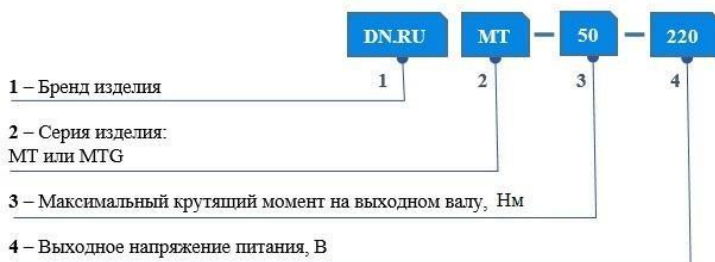 DN.RU MT – 50 – 220
1 2 3 4
1 – Бренд изделия
2 – Серия изделия:
МТ или MTG
3 – Максимальный крутящий момент на выходном валу, Нм
4 – Выходное напряжение питания, В